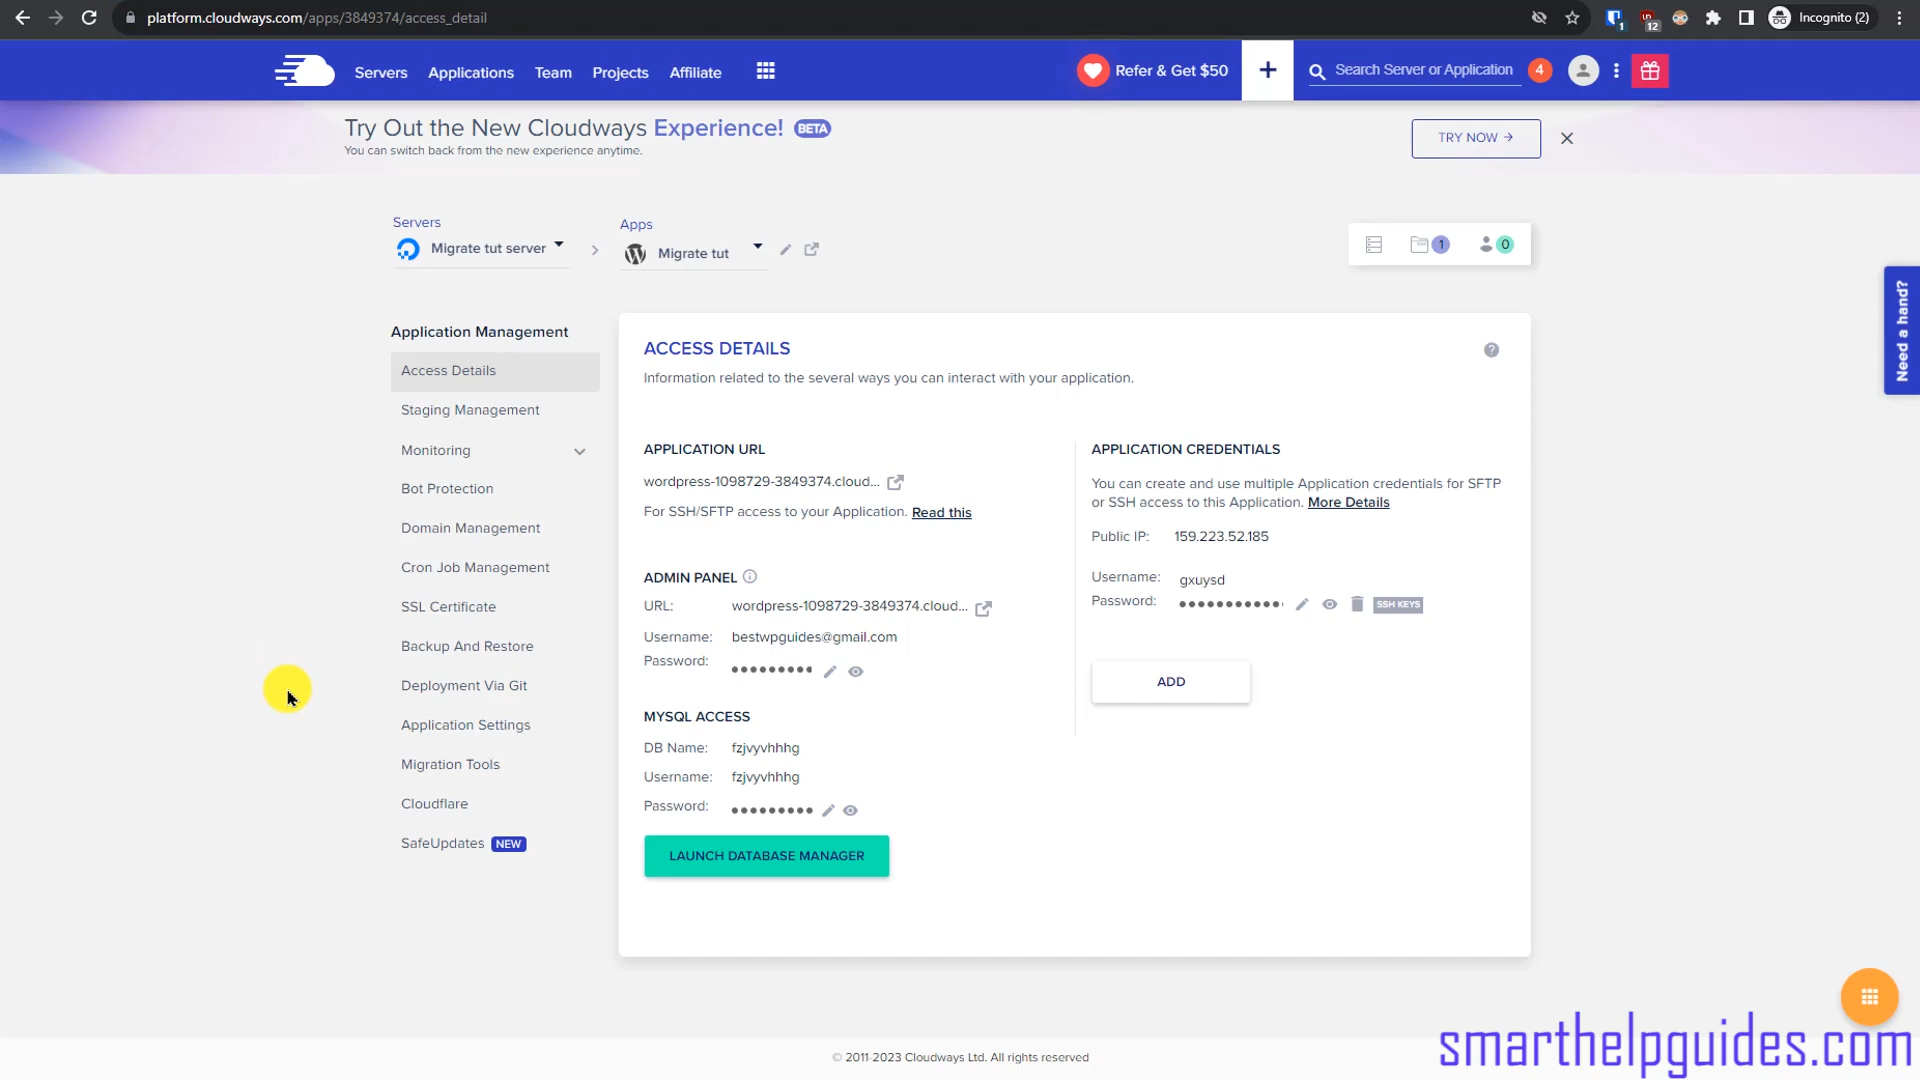 platform.cloudways.com/apps/3849374/access_detail
1
12
Incognito (2)
Servers
Applications
Team
Projects
Affiliate
Refer & Get $50
+
Search Server or Application
4
Try Out the New Cloudways Experience! BETA
You can switch back from the new experience anytime.
TRY NOW →
Servers
Migrate tut server
Apps
Migrate tut
1
0
Need a hand?
Application Management
Access Details
Staging Management
Monitoring
Bot Protection
Domain Management
Cron Job Management
SSL Certificate
Backup And Restore
Deployment Via Git
Application Settings
Migration Tools
Cloudflare
SafeUpdates NEW
ACCESS DETAILS
Information related to the several ways you can interact with your application.
APPLICATION URL
wordpress-1098729-3849374.cloud...
For SSH/SFTP access to your Application. Read this
ADMIN PANEL
URL: wordpress-1098729-3849374.cloud...
Username: bestwpguides@gmail.com
Password: •••••••••
MYSQL ACCESS
DB Name: fzjvyvhhhg
Username: fzjvyvhhhg
Password: •••••••••
LAUNCH DATABASE MANAGER
APPLICATION CREDENTIALS
You can create and use multiple Application credentials for SFTP
or SSH access to this Application. More Details
Public IP: 159.223.52.185
Username: gxuysd
Password: •••••••••••• SSH KEYS
ADD
© 2011-2023 Cloudways Ltd. All rights reserved
smarthelpguides.com